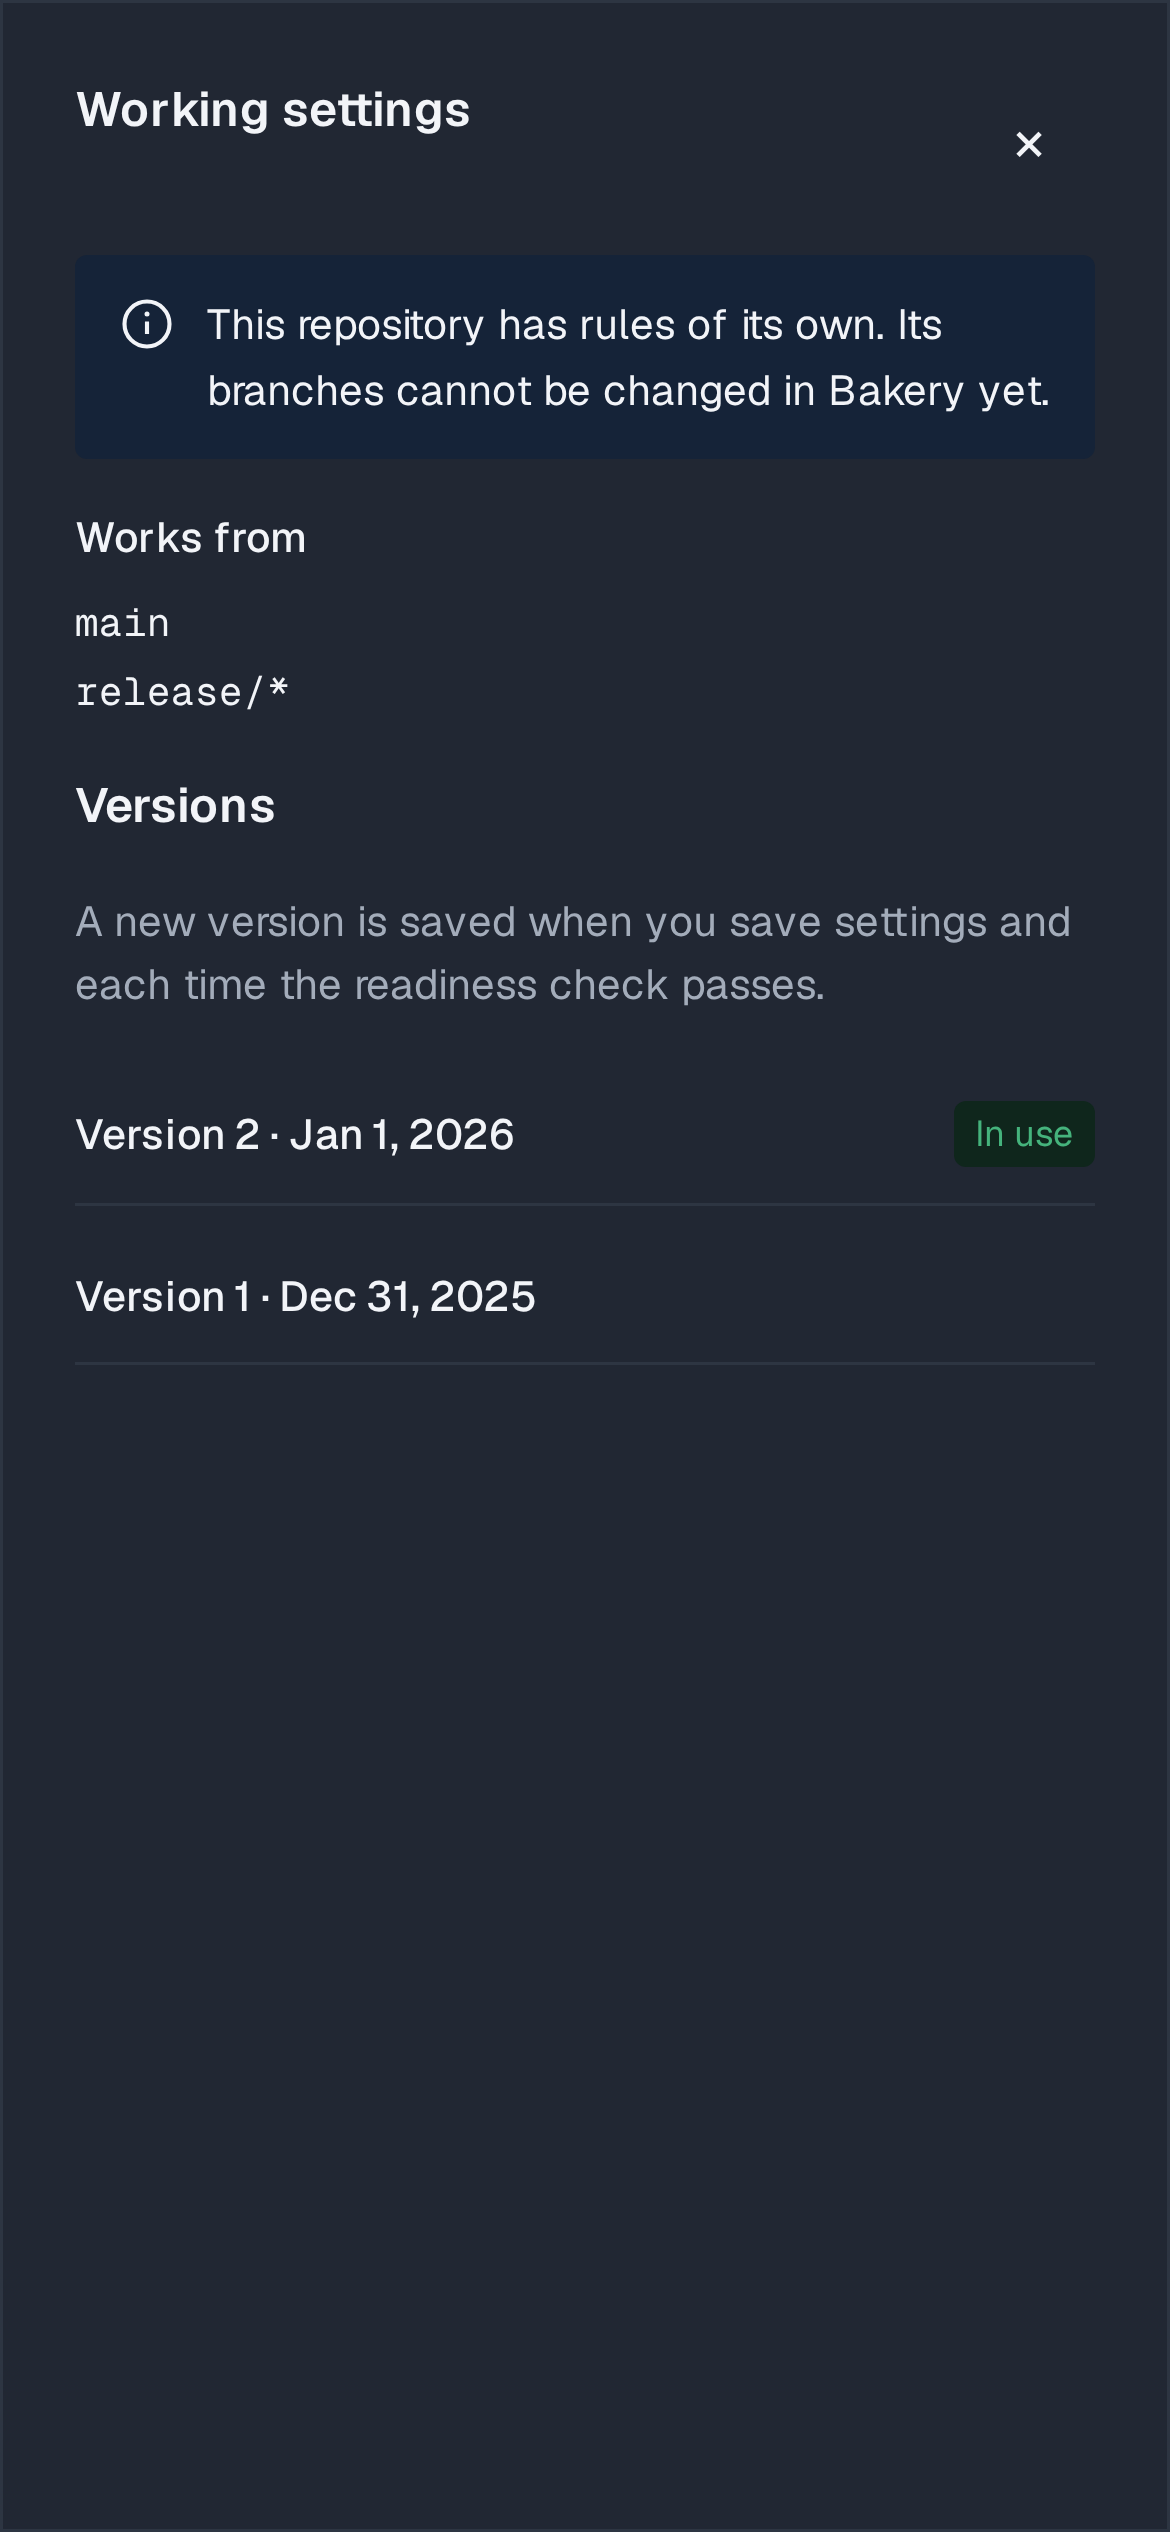 Working settings
This repository has rules of its own. Its
branches cannot be changed in Bakery yet.
Works from
main
release/*
Versions
A new version is saved when you save settings and
each time the readiness check passes.
Version 2 · Jan 1, 2026
In use
Version 1 · Dec 31, 2025